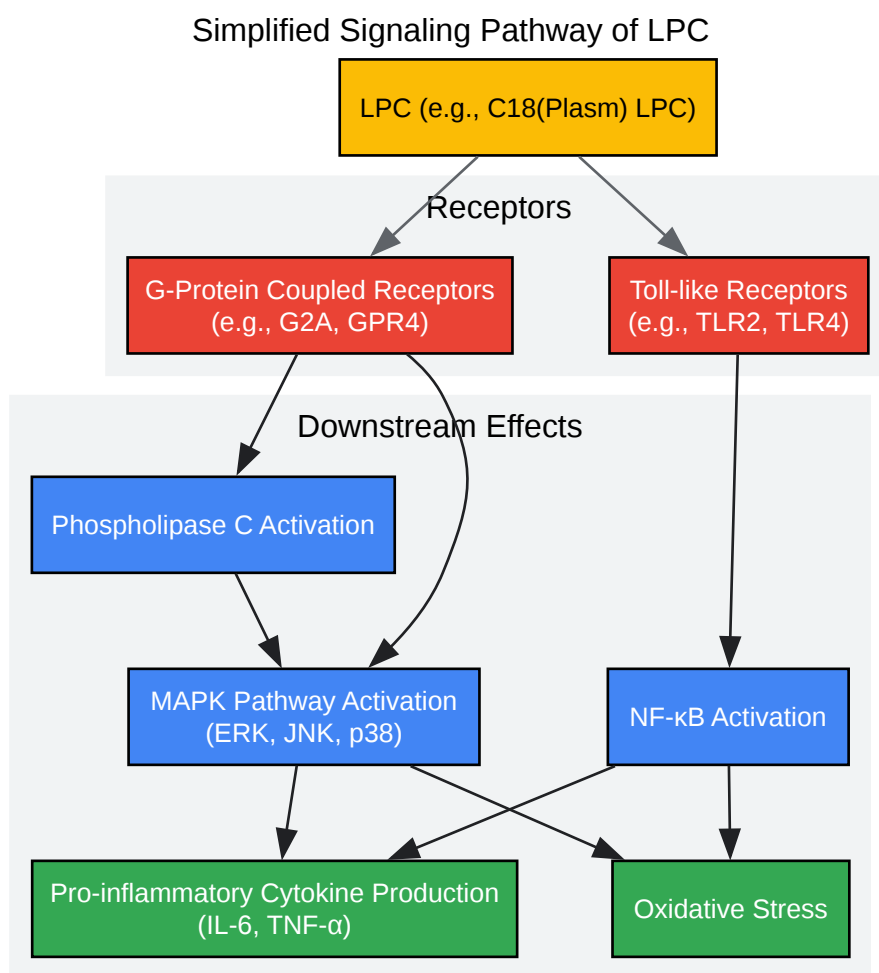 Simplified Signaling Pathway of LPC
LPC (e.g., C18(Plasm) LPC)
Receptors
G-Protein Coupled Receptors
(e.g., G2A, GPR4)
Toll-like Receptors
(e.g., TLR2, TLR4)
Downstream Effects
Phospholipase C Activation
MAPK Pathway Activation
(ERK, JNK, p38)
NF-κB Activation
Pro-inflammatory Cytokine Production
(IL-6, TNF-α)
Oxidative Stress